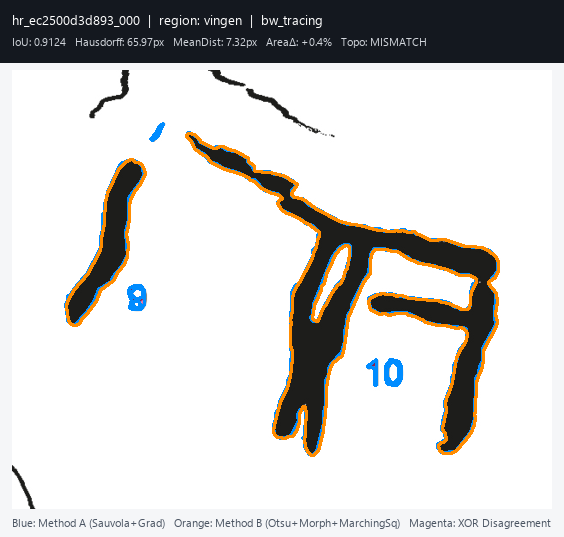 hr_ec2500d3d893_000 | region: vingen | bw_tracing
IoU: 0.9124 Hausdorff: 65.97px MeanDist: 7.32px AreaΔ: +0.4% Topo: MISMATCH
9
10
Blue: Method A (Sauvola+Grad) Orange: Method B (Otsu+Morph+MarchingSq) Magenta: XOR Disagreement